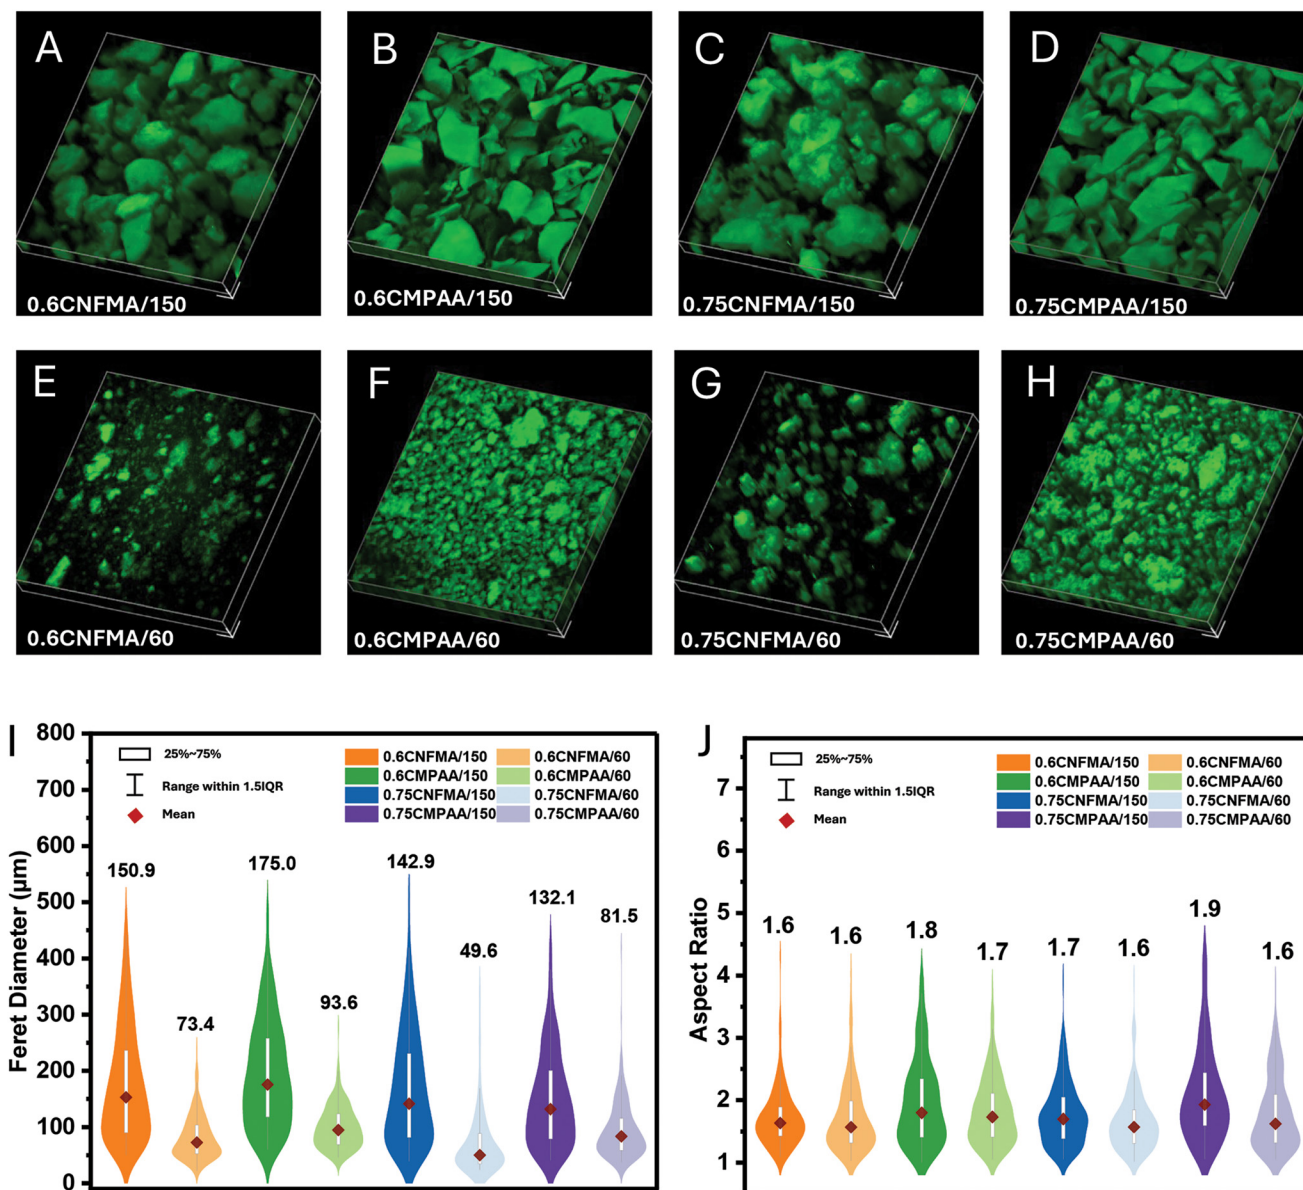 A
0.6CNFMA/150
B
0.6CMPAA/150
C
0.75CNFMA/150
D
0.75CMPAA/150
E
0.6CNFMA/60
F
0.6CMPAA/60
G
0.75CNFMA/60
H
0.75CMPAA/60
I
Feret Diameter (µm)
800
700
600
500
400
300
200
100
0
25%~75%
Range within 1.5IQR
Mean
0.6CNFMA/150 0.6CNFMA/60
0.6CMPAA/150 0.6CMPAA/60
0.75CNFMA/150 0.75CNFMA/60
0.75CMPAA/150 0.75CMPAA/60
150.9
73.4
175.0
93.6
142.9
49.6
132.1
81.5
J
Aspect Ratio
7
6
5
4
3
2
1
25%~75%
Range within 1.5IQR
Mean
0.6CNFMA/150 0.6CNFMA/60
0.6CMPAA/150 0.6CMPAA/60
0.75CNFMA/150 0.75CNFMA/60
0.75CMPAA/150 0.75CMPAA/60
1.6
1.6
1.8
1.7
1.7
1.6
1.9
1.6